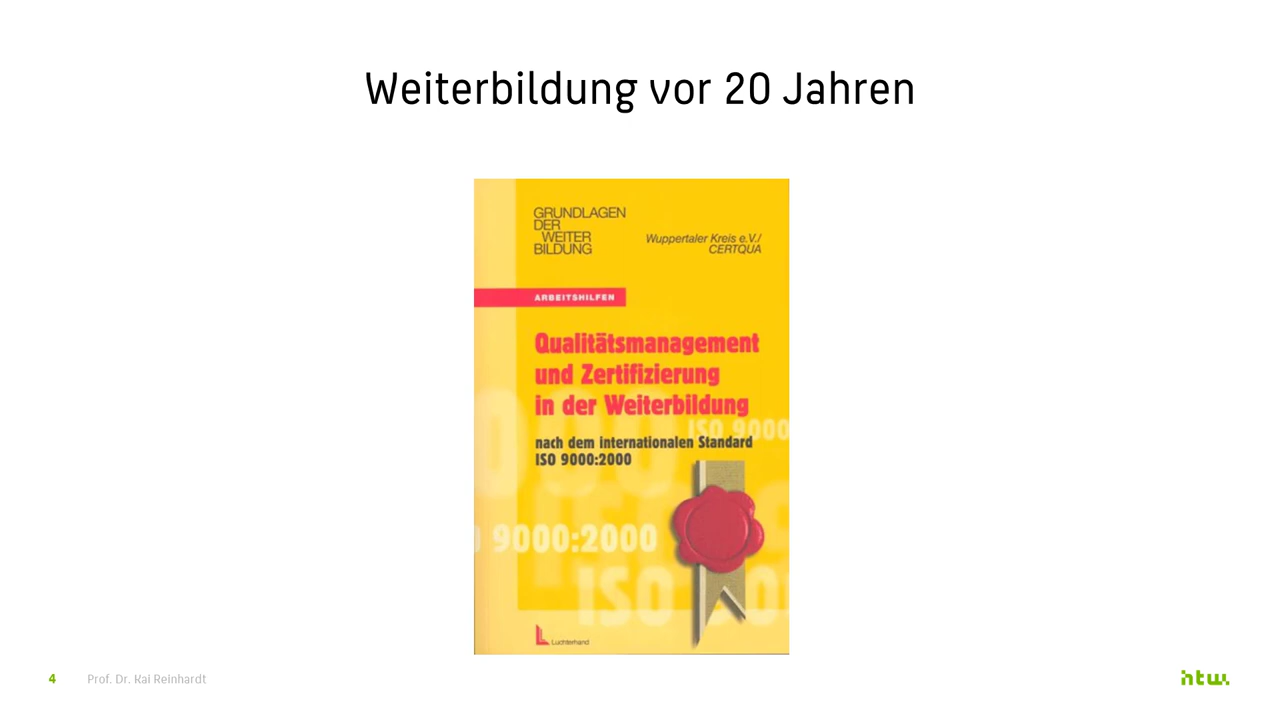 Weiterbildung vor 20 Jahren
GRUNDLAGEN
DER
WEITER
BILDUNG
Wuppertaler Kreis e.V./
CERTQUA
ARBEITSHILFEN
Qualitätsmanagement
und Zertifizierung
in der Weiterbildung
ISO 9000
nach dem internationalen Standard
ISO 9000:2000
9000:2000
ISO
Luchterhand
4 Prof. Dr. Kai Reinhardt
htw.